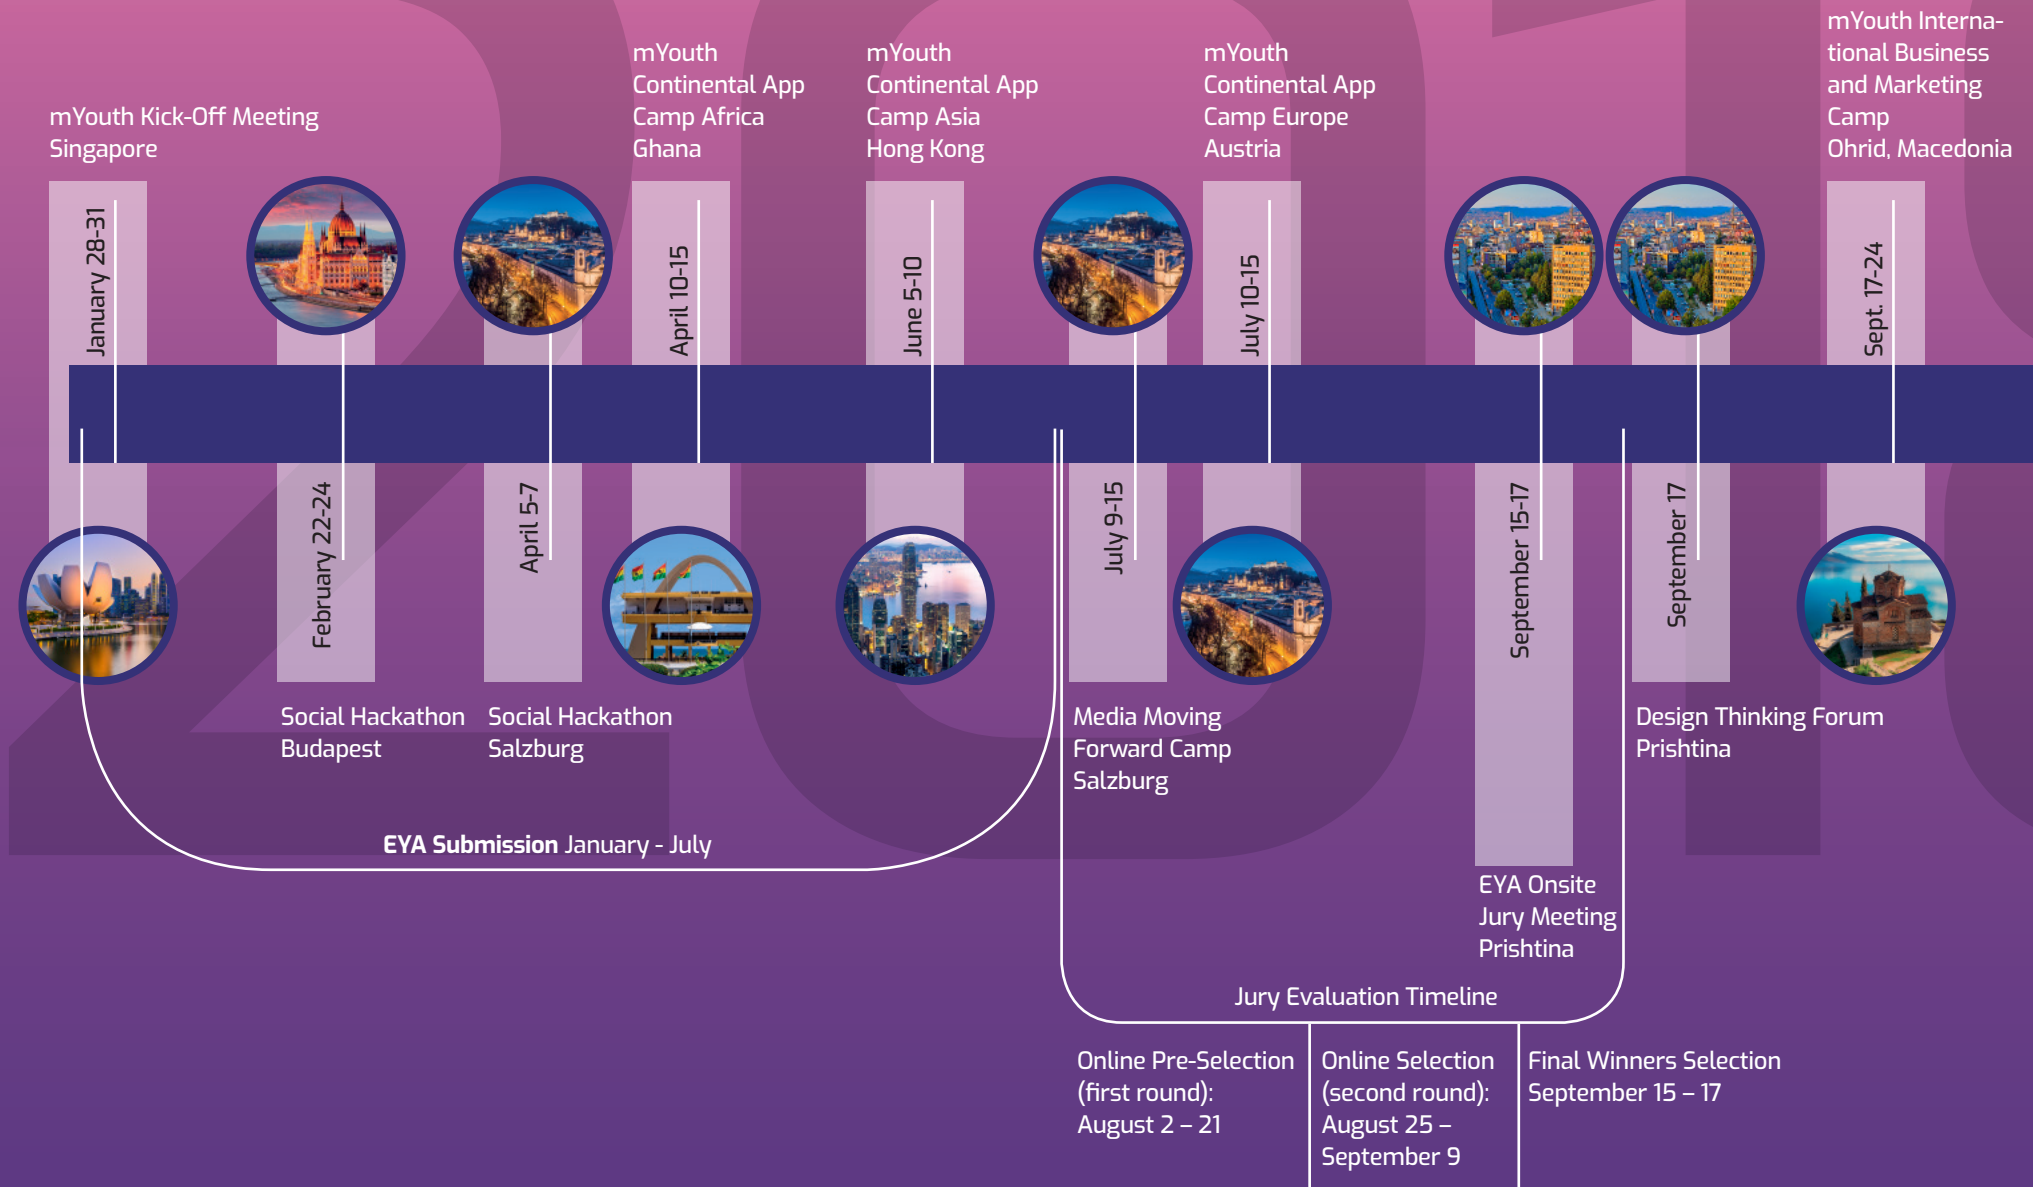 mYouth Kick-Off Meeting
Singapore
January 28-31
February 22-24
Social Hackathon
Budapest
April 5-7
Social Hackathon
Salzburg
mYouth
Continental App
Camp Africa
Ghana
April 10-15
mYouth
Continental App
Camp Asia
Hong Kong
June 5-10
EYA Submission January - July
July 9-15
Media Moving
Forward Camp
Salzburg
mYouth
Continental App
Camp Europe
Austria
July 10-15
September 15-17
EYA Onsite
Jury Meeting
Prishtina
September 17
Design Thinking Forum
Prishtina
mYouth Interna-
tional Business
and Marketing
Camp
Ohrid, Macedonia
Sept. 17-24
Jury Evaluation Timeline
Online Pre-Selection
(first round):
August 2 – 21
Online Selection
(second round):
August 25 –
September 9
Final Winners Selection
September 15 – 17